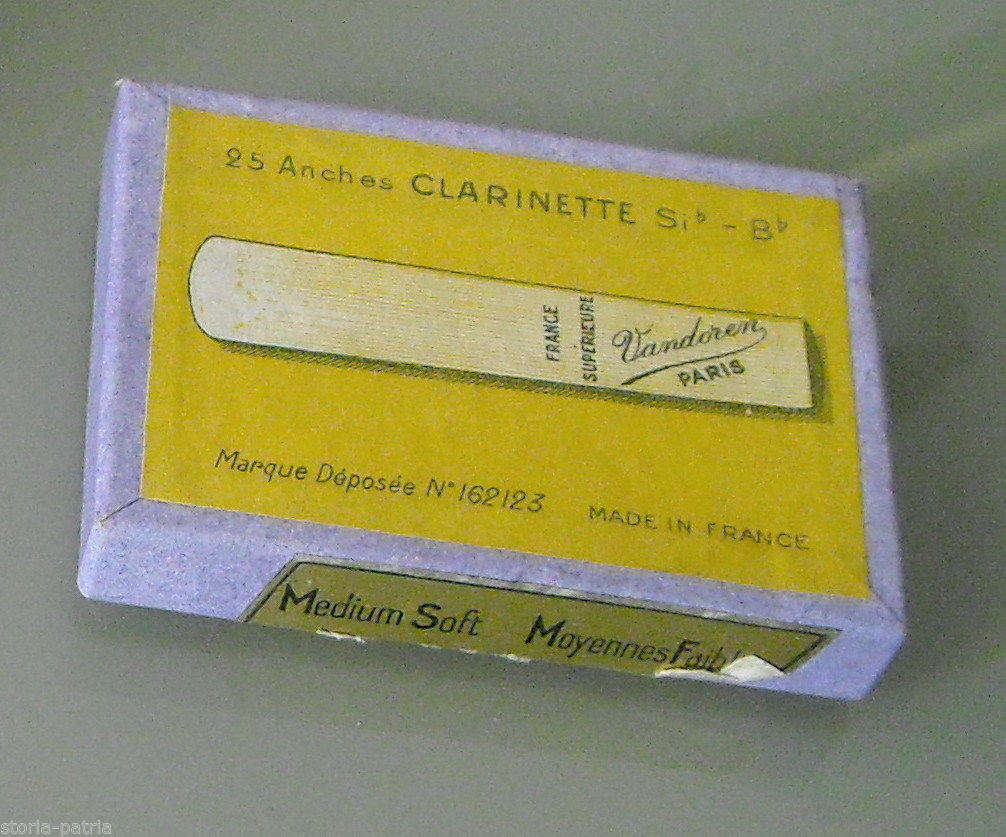 25 Anches CLARINETTE Si♭ - B♭
FRANCE
SUPÉRIEURE
Vandoren
PARIS
Marque Déposée N° 162123
MADE IN FRANCE
Medium Soft Moyennes
storia-patria